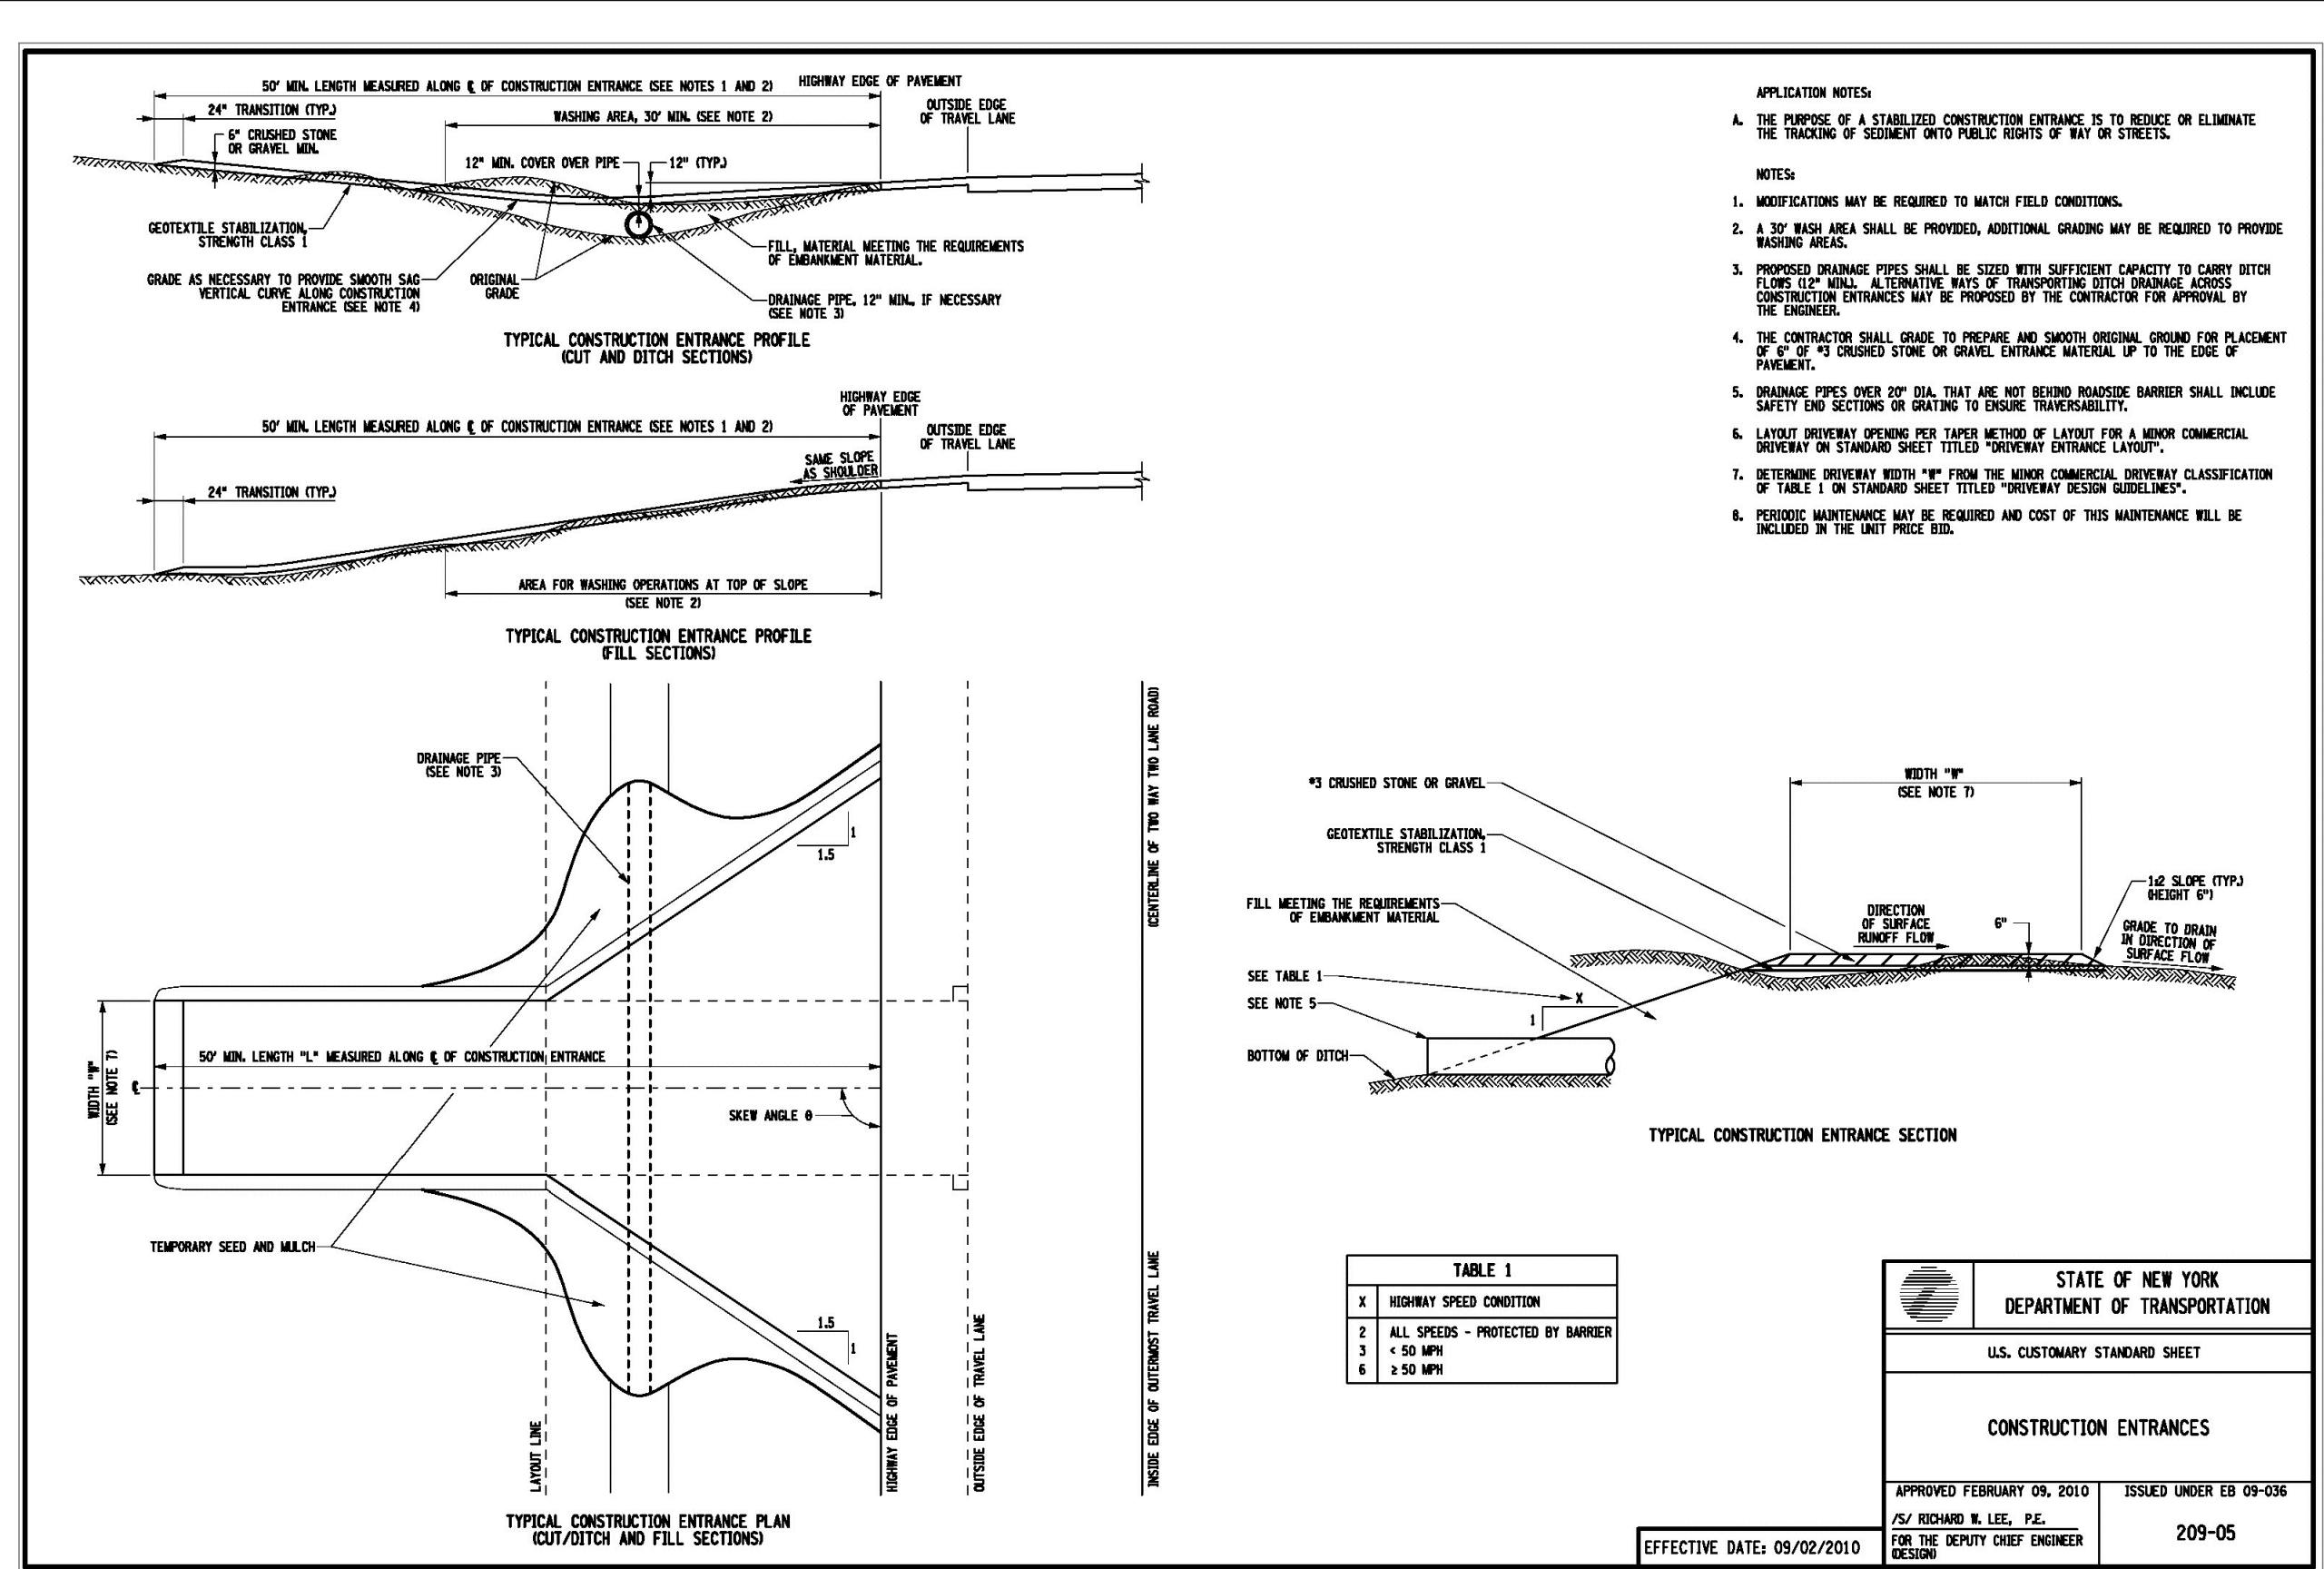 50' MIN. LENGTH MEASURED ALONG ℄ OF CONSTRUCTION ENTRANCE (SEE NOTES 1 AND 2)
HIGHWAY EDGE OF PAVEMENT
24" TRANSITION (TYP.)
WASHING AREA, 30' MIN. (SEE NOTE 2)
OUTSIDE EDGE
OF TRAVEL LANE
6" CRUSHED STONE
OR GRAVEL MIN.
12" MIN. COVER OVER PIPE
12" (TYP.)
GEOTEXTILE STABILIZATION,
STRENGTH CLASS 1
FILL, MATERIAL MEETING THE REQUIREMENTS
OF EMBANKMENT MATERIAL.
GRADE AS NECESSARY TO PROVIDE SMOOTH SAG
VERTICAL CURVE ALONG CONSTRUCTION
ENTRANCE (SEE NOTE 4)
ORIGINAL
GRADE
DRAINAGE PIPE, 12" MIN., IF NECESSARY
(SEE NOTE 3)
TYPICAL CONSTRUCTION ENTRANCE PROFILE
(CUT AND DITCH SECTIONS)
HIGHWAY EDGE
OF PAVEMENT
50' MIN. LENGTH MEASURED ALONG ℄ OF CONSTRUCTION ENTRANCE (SEE NOTES 1 AND 2)
OUTSIDE EDGE
OF TRAVEL LANE
SAME SLOPE
AS SHOULDER
24" TRANSITION (TYP.)
AREA FOR WASHING OPERATIONS AT TOP OF SLOPE
(SEE NOTE 2)
TYPICAL CONSTRUCTION ENTRANCE PROFILE
(FILL SECTIONS)
DRAINAGE PIPE
(SEE NOTE 3)
1
1.5
(CENTERLINE OF TWO WAY TWO LANE ROAD)
50' MIN. LENGTH "L" MEASURED ALONG ℄ OF CONSTRUCTION ENTRANCE
WIDTH "W"
(SEE NOTE 7)
℄
SKEW ANGLE θ
TEMPORARY SEED AND MULCH
1.5
1
LAYOUT LINE
HIGHWAY EDGE OF PAVEMENT
OUTSIDE EDGE OF TRAVEL LANE
INSIDE EDGE OF OUTERMOST TRAVEL LANE
TYPICAL CONSTRUCTION ENTRANCE PLAN
(CUT/DITCH AND FILL SECTIONS)
APPLICATION NOTES:
A. THE PURPOSE OF A STABILIZED CONSTRUCTION ENTRANCE IS TO REDUCE OR ELIMINATE
THE TRACKING OF SEDIMENT ONTO PUBLIC RIGHTS OF WAY OR STREETS.
NOTES:
1. MODIFICATIONS MAY BE REQUIRED TO MATCH FIELD CONDITIONS.
2. A 30' WASH AREA SHALL BE PROVIDED, ADDITIONAL GRADING MAY BE REQUIRED TO PROVIDE
WASHING AREAS.
3. PROPOSED DRAINAGE PIPES SHALL BE SIZED WITH SUFFICIENT CAPACITY TO CARRY DITCH
FLOWS (12" MIN.). ALTERNATIVE WAYS OF TRANSPORTING DITCH DRAINAGE ACROSS
CONSTRUCTION ENTRANCES MAY BE PROPOSED BY THE CONTRACTOR FOR APPROVAL BY
THE ENGINEER.
4. THE CONTRACTOR SHALL GRADE TO PREPARE AND SMOOTH ORIGINAL GROUND FOR PLACEMENT
OF 6" OF #3 CRUSHED STONE OR GRAVEL ENTRANCE MATERIAL UP TO THE EDGE OF
PAVEMENT.
5. DRAINAGE PIPES OVER 20" DIA. THAT ARE NOT BEHIND ROADSIDE BARRIER SHALL INCLUDE
SAFETY END SECTIONS OR GRATING TO ENSURE TRAVERSABILITY.
6. LAYOUT DRIVEWAY OPENING PER TAPER METHOD OF LAYOUT FOR A MINOR COMMERCIAL
DRIVEWAY ON STANDARD SHEET TITLED "DRIVEWAY ENTRANCE LAYOUT".
7. DETERMINE DRIVEWAY WIDTH "W" FROM THE MINOR COMMERCIAL DRIVEWAY CLASSIFICATION
OF TABLE 1 ON STANDARD SHEET TITLED "DRIVEWAY DESIGN GUIDELINES".
8. PERIODIC MAINTENANCE MAY BE REQUIRED AND COST OF THIS MAINTENANCE WILL BE
INCLUDED IN THE UNIT PRICE BID.
#3 CRUSHED STONE OR GRAVEL
WIDTH "W"
(SEE NOTE 7)
GEOTEXTILE STABILIZATION,
STRENGTH CLASS 1
1:2 SLOPE (TYP.)
(HEIGHT 6")
FILL MEETING THE REQUIREMENTS
OF EMBANKMENT MATERIAL
DIRECTION
OF SURFACE
RUNOFF FLOW
6"
GRADE TO DRAIN
IN DIRECTION OF
SURFACE FLOW
SEE TABLE 1
X
SEE NOTE 5
1
BOTTOM OF DITCH
TYPICAL CONSTRUCTION ENTRANCE SECTION
TABLE 1
X HIGHWAY SPEED CONDITION
2 ALL SPEEDS - PROTECTED BY BARRIER
3 < 50 MPH
6 ≥ 50 MPH
STATE OF NEW YORK
DEPARTMENT OF TRANSPORTATION
U.S. CUSTOMARY STANDARD SHEET
CONSTRUCTION ENTRANCES
APPROVED FEBRUARY 09, 2010
ISSUED UNDER EB 09-036
/S/ RICHARD W. LEE, P.E.
FOR THE DEPUTY CHIEF ENGINEER
(DESIGN)
209-05
EFFECTIVE DATE: 09/02/2010